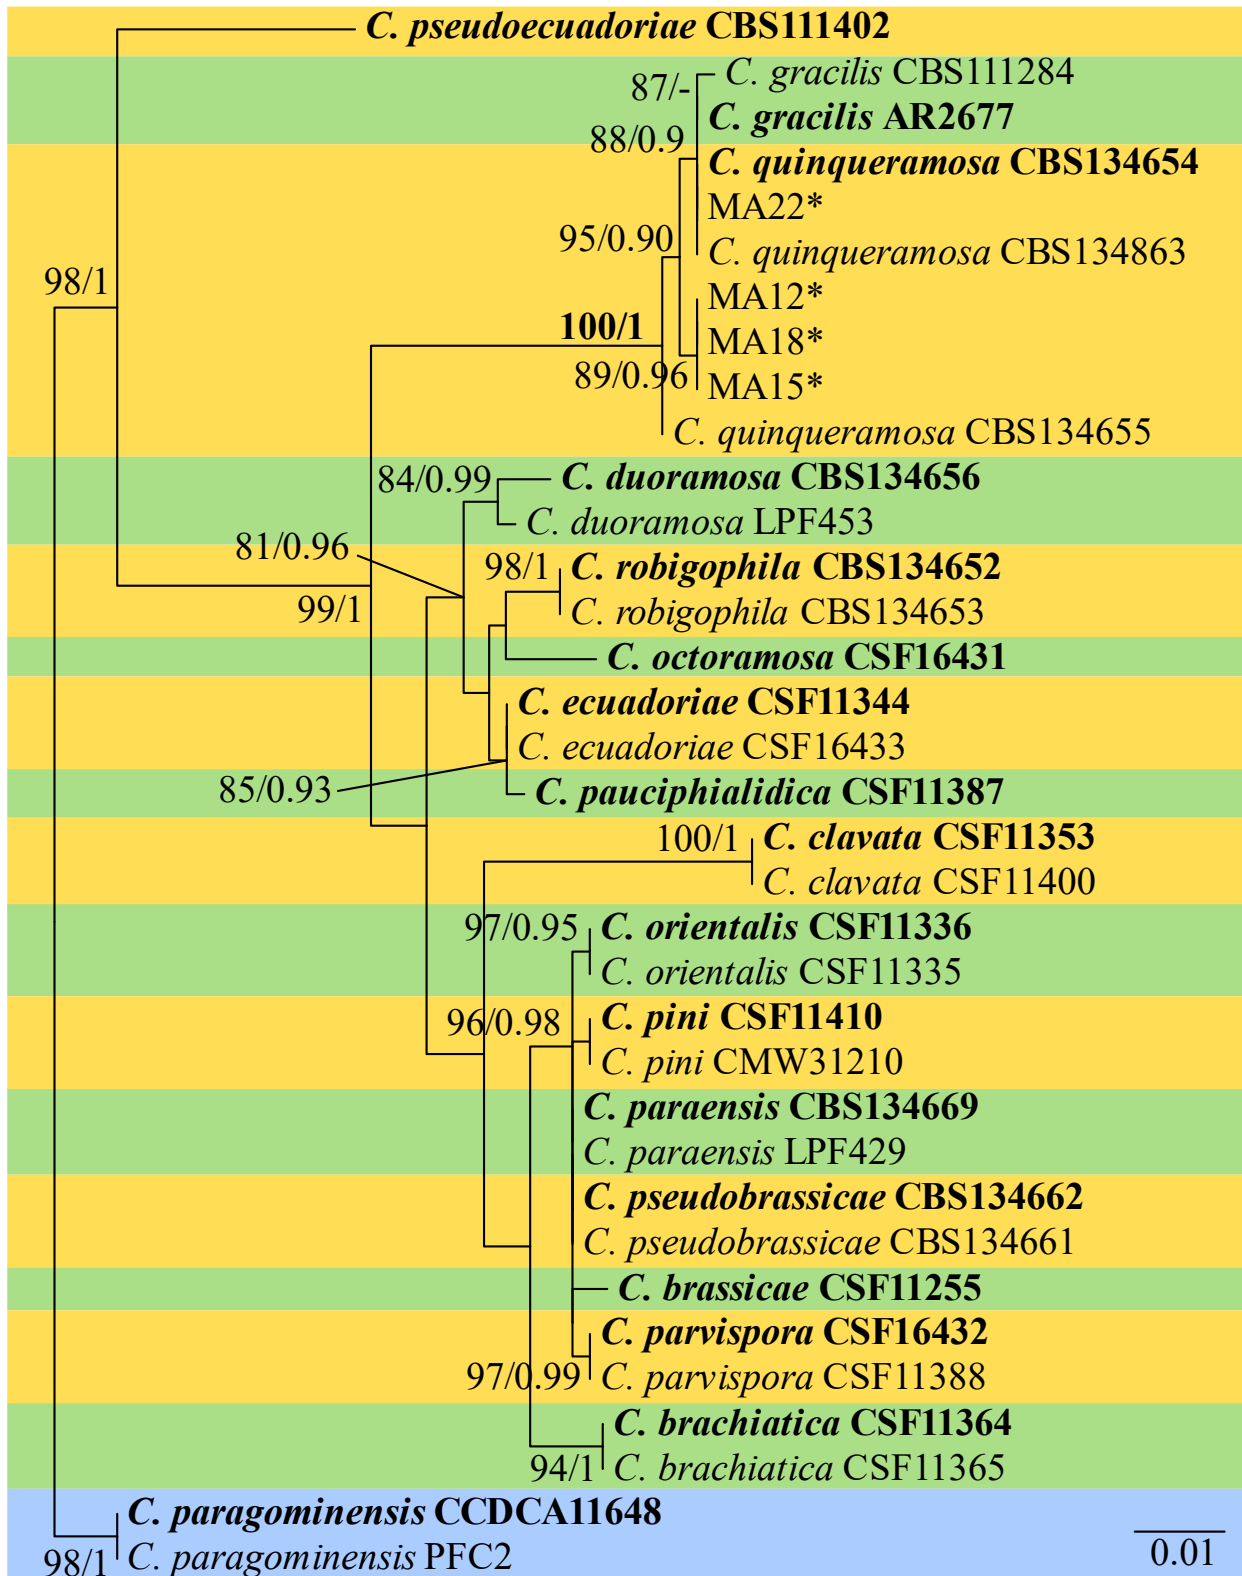 C. pseudoecuadoriae CBS111402
C. gracilis CBS111284
87/-
C. gracilis AR2677
88/0.9
C. quinqueramosa CBS134654
MA22*
95/0.90
C. quinqueramosa CBS134863
98/1
MA12*
100/1
MA18*
89/0.96
MA15*
C. quinqueramosa CBS134655
84/0.99
C. duoramosa CBS134656
C. duoramosa LPF453
81/0.96
98/1
C. robigophila CBS134652
99/1
C. robigophila CBS134653
C. octoramosa CSF16431
C. ecuadoriae CSF11344
C. ecuadoriae CSF16433
85/0.93
C. pauciphialidica CSF11387
100/1
C. clavata CSF11353
C. clavata CSF11400
97/0.95
C. orientalis CSF11336
C. orientalis CSF11335
96/0.98
C. pini CSF11410
C. pini CMW31210
C. paraensis CBS134669
C. paraensis LPF429
C. pseudobrassicae CBS134662
C. pseudobrassicae CBS134661
C. brassicae CSF11255
C. parvispora CSF16432
97/0.99
C. parvispora CSF11388
C. brachiatica CSF11364
94/1
C. brachiatica CSF11365
C. paragominensis CCDCA11648
98/1
C. paragominensis PFC2
0.01